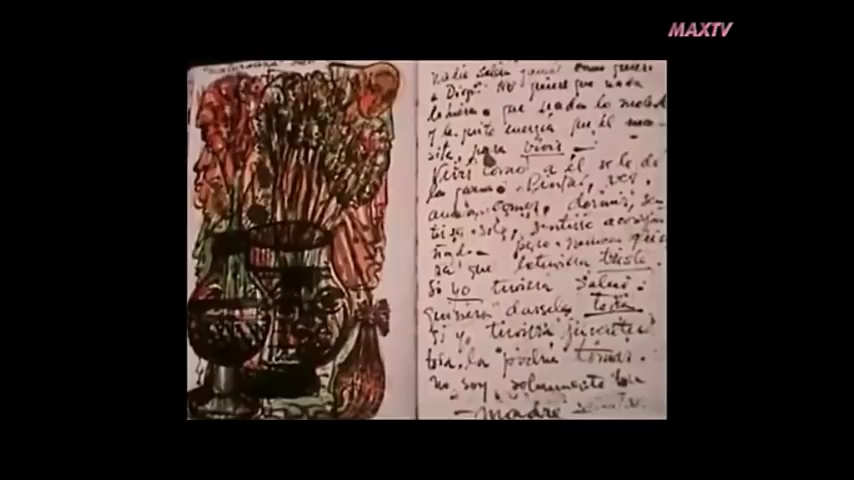 MAXTV
"naturaleza
nadie sabrá jamás como quiero
a Diego. No quiero que nada
lo hiera. que nada lo moleste
y le quite energía que él nece-
sita para vivir -
Vivir como a él se le dé
la gana. Pintar, ver,
amar, comer, dormir, sen-
tirse solo, sentirse acompa-
ñado - pero nunca quisi-
ra que estuviera triste.
Si yo tuviera salud
quisiera dársela toda
Si yo tuviera juventud
toda la podría tomar.
no soy solamente tu
- madre